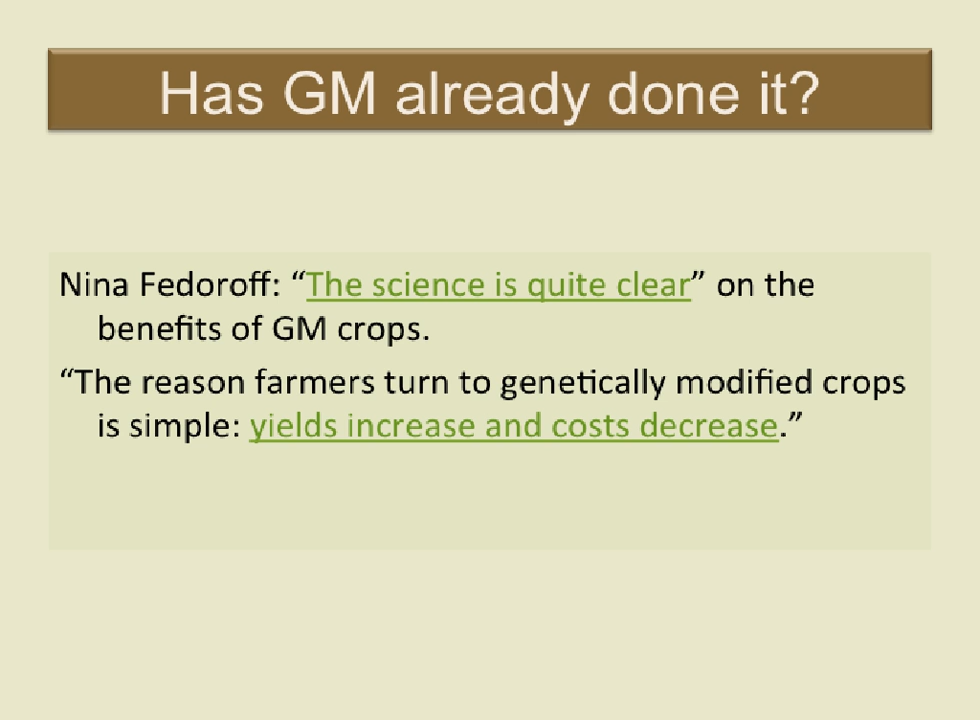 Has GM already done it?
Nina Fedoroff: “The science is quite clear” on the
benefits of GM crops.
“The reason farmers turn to genetically modified crops
is simple: yields increase and costs decrease.”